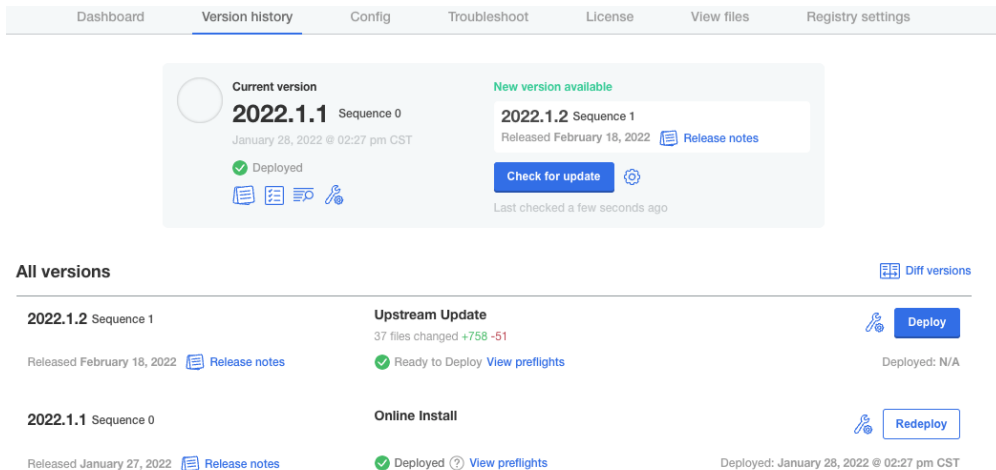 Dashboard Version history Config Troubleshoot License View files Registry settings
Current version
2022.1.1 Sequence 0
January 28, 2022 @ 02:27 pm CST
Deployed
New version available
2022.1.2 Sequence 1
Released February 18, 2022 Release notes
Check for update
Last checked a few seconds ago
All versions
Diff versions
2022.1.2 Sequence 1
Released February 18, 2022 Release notes
Upstream Update
37 files changed +758 -51
Ready to Deploy View preflights
Deploy
Deployed: N/A
2022.1.1 Sequence 0
Released January 27, 2022 Release notes
Online Install
Deployed ? View preflights
Redeploy
Deployed: January 28, 2022 @ 02:27 pm CST